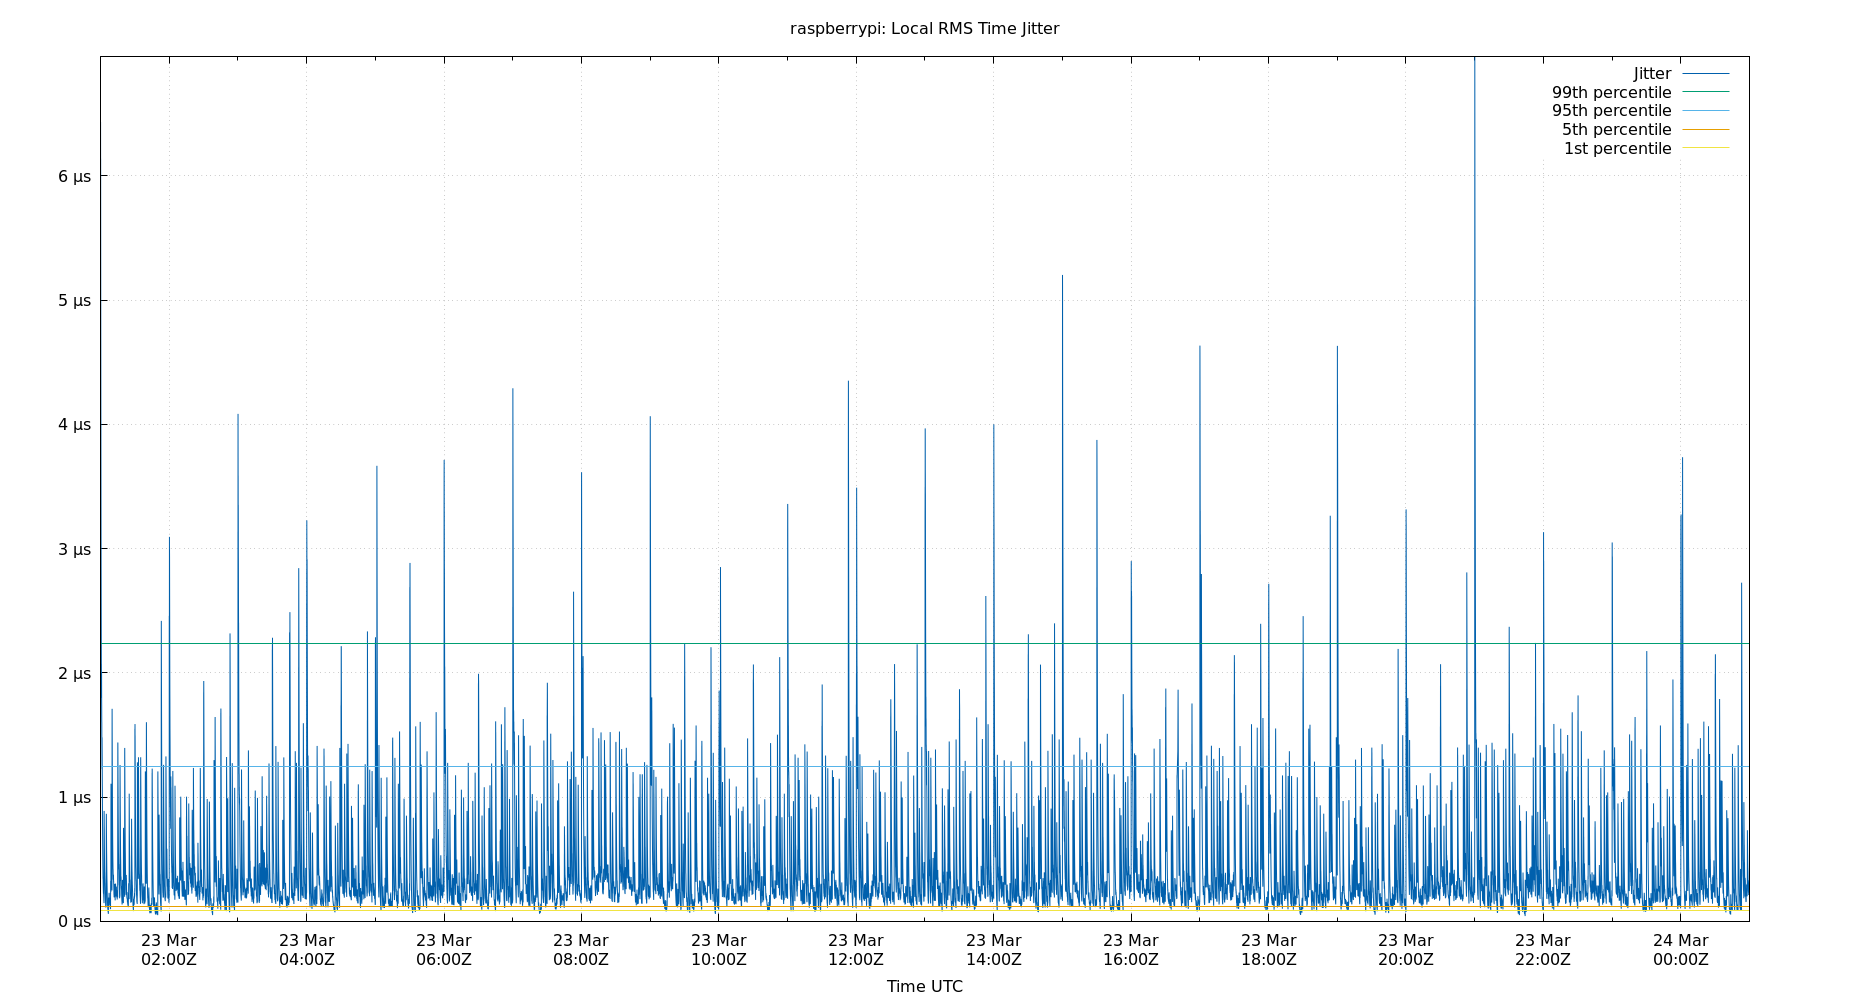 raspberrypi: Local RMS Time Jitter
Jitter
99th percentile
95th percentile
5th percentile
1st percentile
6 µs
5 µs
4 µs
3 µs
2 µs
1 µs
0 µs
23 Mar 23 Mar 23 Mar 23 Mar 23 Mar 23 Mar 23 Mar 23 Mar 23 Mar 23 Mar 23 Mar 24 Mar
02:00Z 04:00Z 06:00Z 08:00Z 10:00Z 12:00Z 14:00Z 16:00Z 18:00Z 20:00Z 22:00Z 00:00Z
Time UTC